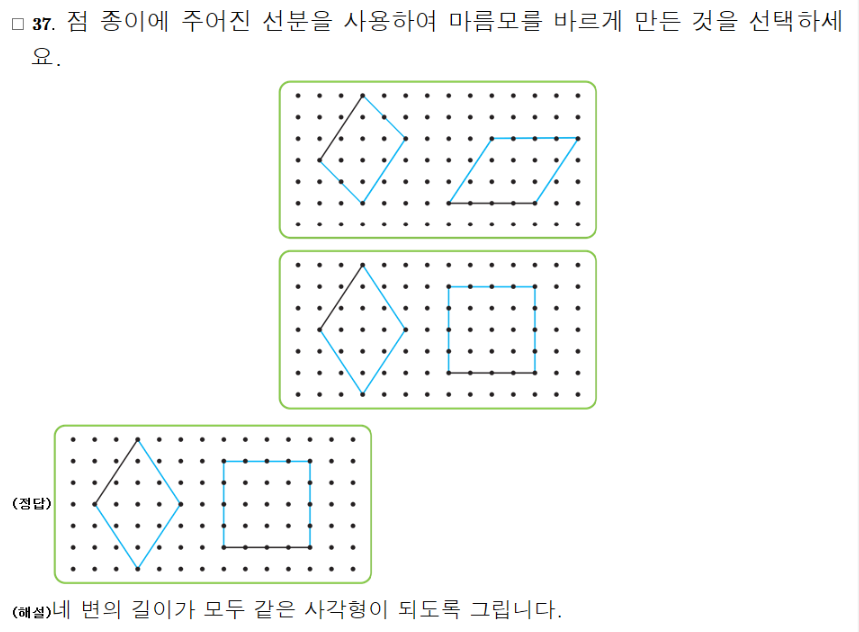 □ 37. 점 종이에 주어진 선분을 사용하여 마름모를 바르게 만든 것을 선택하세
요.
(정답)
(해설)네 변의 길이가 모두 같은 사각형이 되도록 그립니다.